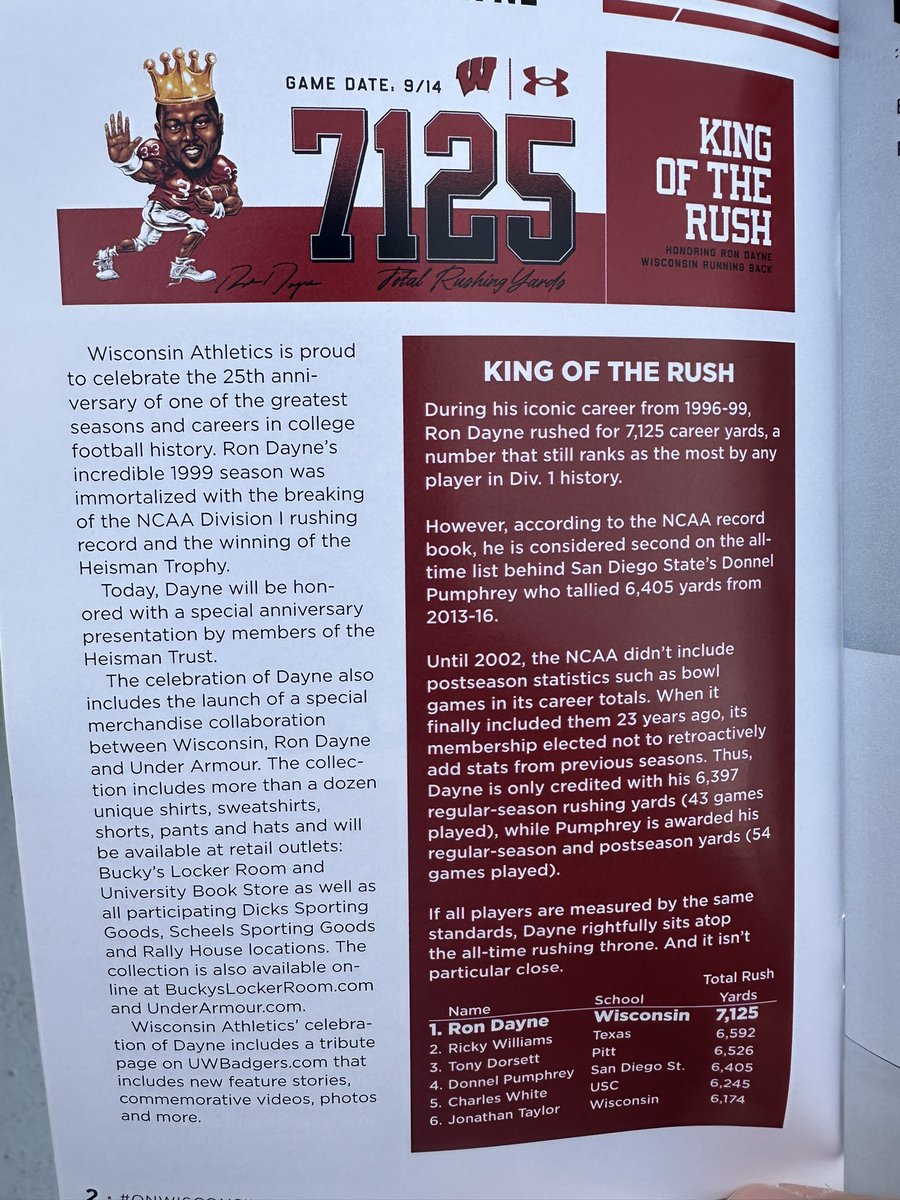 GAME DATE: 9/14
7125
Total Rushing Yards
KING
OF THE
RUSH
HONORING RON DAYNE
WISCONSIN RUNNING BACK
Wisconsin Athletics is proud
to celebrate the 25th anni-
versary of one of the greatest
seasons and careers in college
football history. Ron Dayne's
incredible 1999 season was
immortalized with the breaking
of the NCAA Division I rushing
record and the winning of the
Heisman Trophy.
Today, Dayne will be hon-
ored with a special anniversary
presentation by members of the
Heisman Trust.
The celebration of Dayne also
includes the launch of a special
merchandise collaboration
between Wisconsin, Ron Dayne
and Under Armour. The collec-
tion includes more than a dozen
unique shirts, sweatshirts,
shorts, pants and hats and will
be available at retail outlets:
Bucky's Locker Room and
University Book Store as well as
all participating Dicks Sporting
Goods, Scheels Sporting Goods
and Rally House locations. The
collection is also available on-
line at BuckysLockerRoom.com
and UnderArmour.com.
Wisconsin Athletics' celebra-
tion of Dayne includes a tribute
page on UWBadgers.com that
includes new feature stories,
commemorative videos, photos
and more.
KING OF THE RUSH
During his iconic career from 1996-99,
Ron Dayne rushed for 7,125 career yards, a
number that still ranks as the most by any
player in Div. 1 history.
However, according to the NCAA record
book, he is considered second on the all-
time list behind San Diego State's Donnel
Pumphrey who tallied 6,405 yards from
2013-16.
Until 2002, the NCAA didn't include
postseason statistics such as bowl
games in its career totals. When it
finally included them 23 years ago, its
membership elected not to retroactively
add stats from previous seasons. Thus,
Dayne is only credited with his 6,397
regular-season rushing yards (43 games
played), while Pumphrey is awarded his
regular-season and postseason yards (54
games played).
If all players are measured by the same
standards, Dayne rightfully sits atop
the all-time rushing throne. And it isn't
particular close.
Name School Total Rush Yards
1. Ron Dayne Wisconsin 7,125
2. Ricky Williams Texas 6,592
3. Tony Dorsett Pitt 6,526
4. Donnel Pumphrey San Diego St. 6,405
5. Charles White USC 6,245
6. Jonathan Taylor Wisconsin 6,174